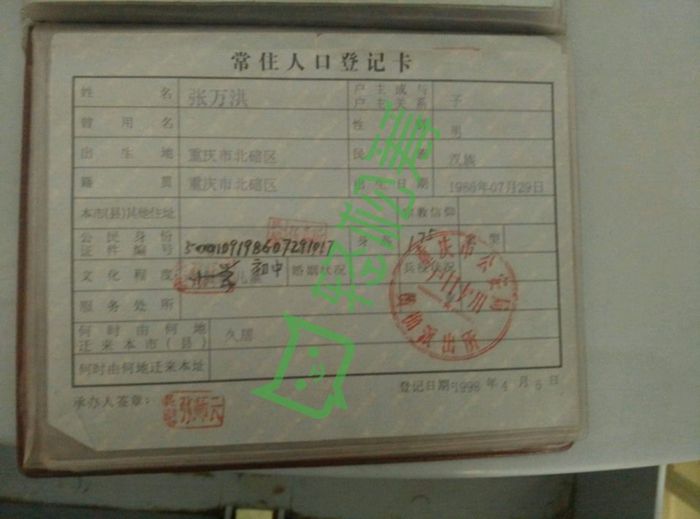 常住人口登记卡
姓名 张万洪 户主或与户主关系 子
曾用名 性 男
出生地 重庆市北碚区 民 汉族
籍贯 重庆市北碚区 出生日期 1986年07月29日
本市(县)其他住址 宗教信仰
公民身份证件编号 500109198607291017 身高 175 血型
文化程度 初中 婚姻状况 兵役状况
服务处所
何时由何地迁来本市(县) 久居
何时由何地迁来本址
登记日期 1998年4月6日
承办人签章: 张师云
轻松筹